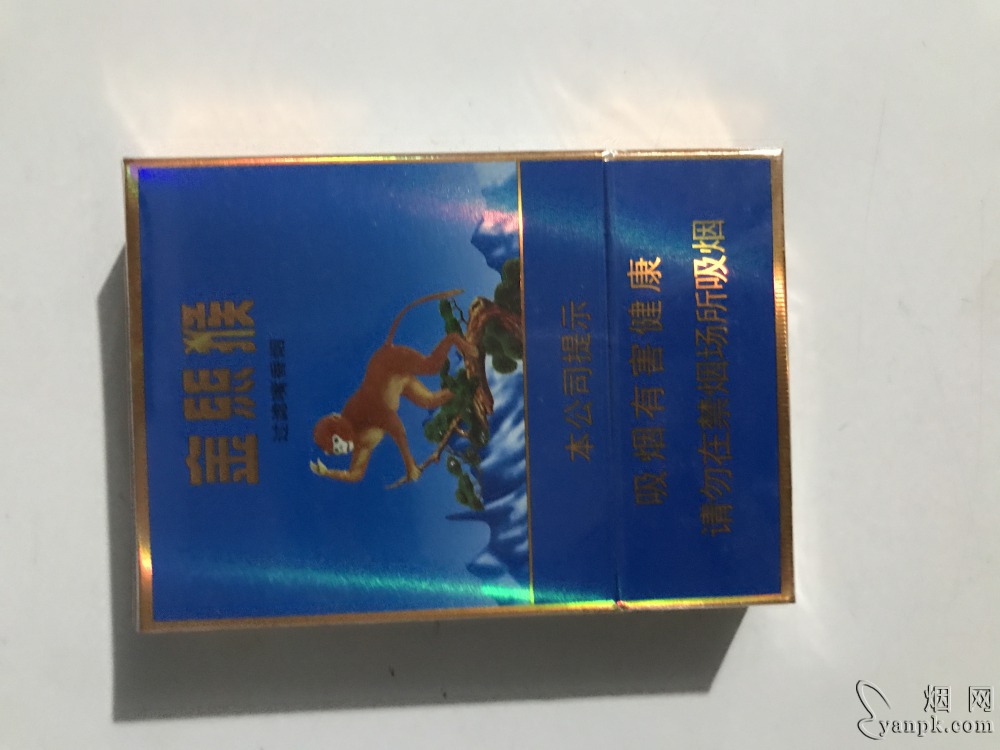 金絲猴
过滤嘴香烟
本公司提示
吸烟有害健康
请勿在禁烟场所吸烟
烟网
yanpk.com